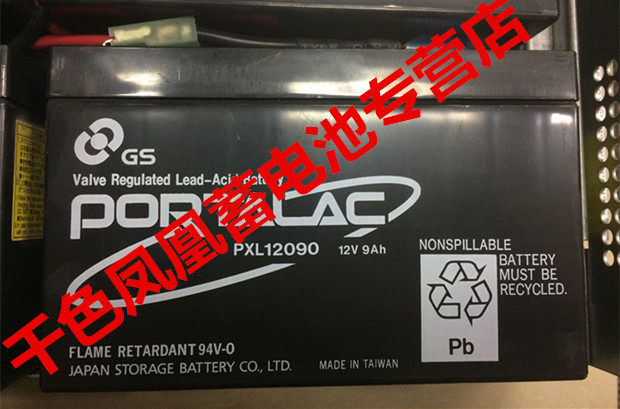 GS
Valve Regulated Lead-Acid Battery
PORTALAC
PXL12090 12V 9Ah
NONSPILLABLE
BATTERY
MUST BE
RECYCLED.
Pb
FLAME RETARDANT 94V-0
JAPAN STORAGE BATTERY CO., LTD. MADE IN TAIWAN
千色凤凰蓄电池专营店